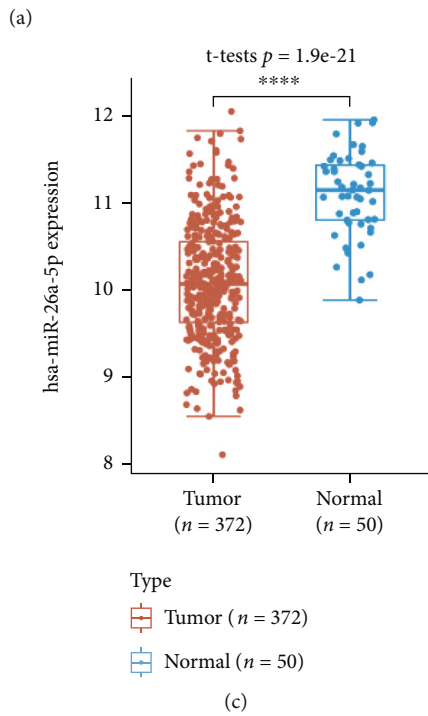 (a)
t-tests p = 1.9e-21
****
12
11
10
9
8
hsa-miR-26a-5p expression
Tumor
(n = 372)
Normal
(n = 50)
Type
Tumor (n = 372)
Normal (n = 50)
(c)